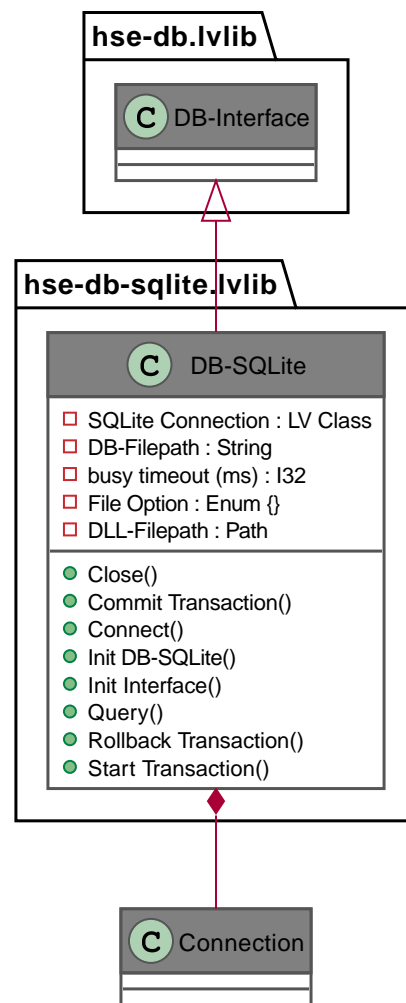 hse-db.lvlib
C DB-Interface
hse-db-sqlite.lvlib
C DB-SQLite
SQLite Connection : LV Class
DB-Filepath : String
busy timeout (ms) : I32
File Option : Enum {}
DLL-Filepath : Path
Close()
Commit Transaction()
Connect()
Init DB-SQLite()
Init Interface()
Query()
Rollback Transaction()
Start Transaction()
C Connection